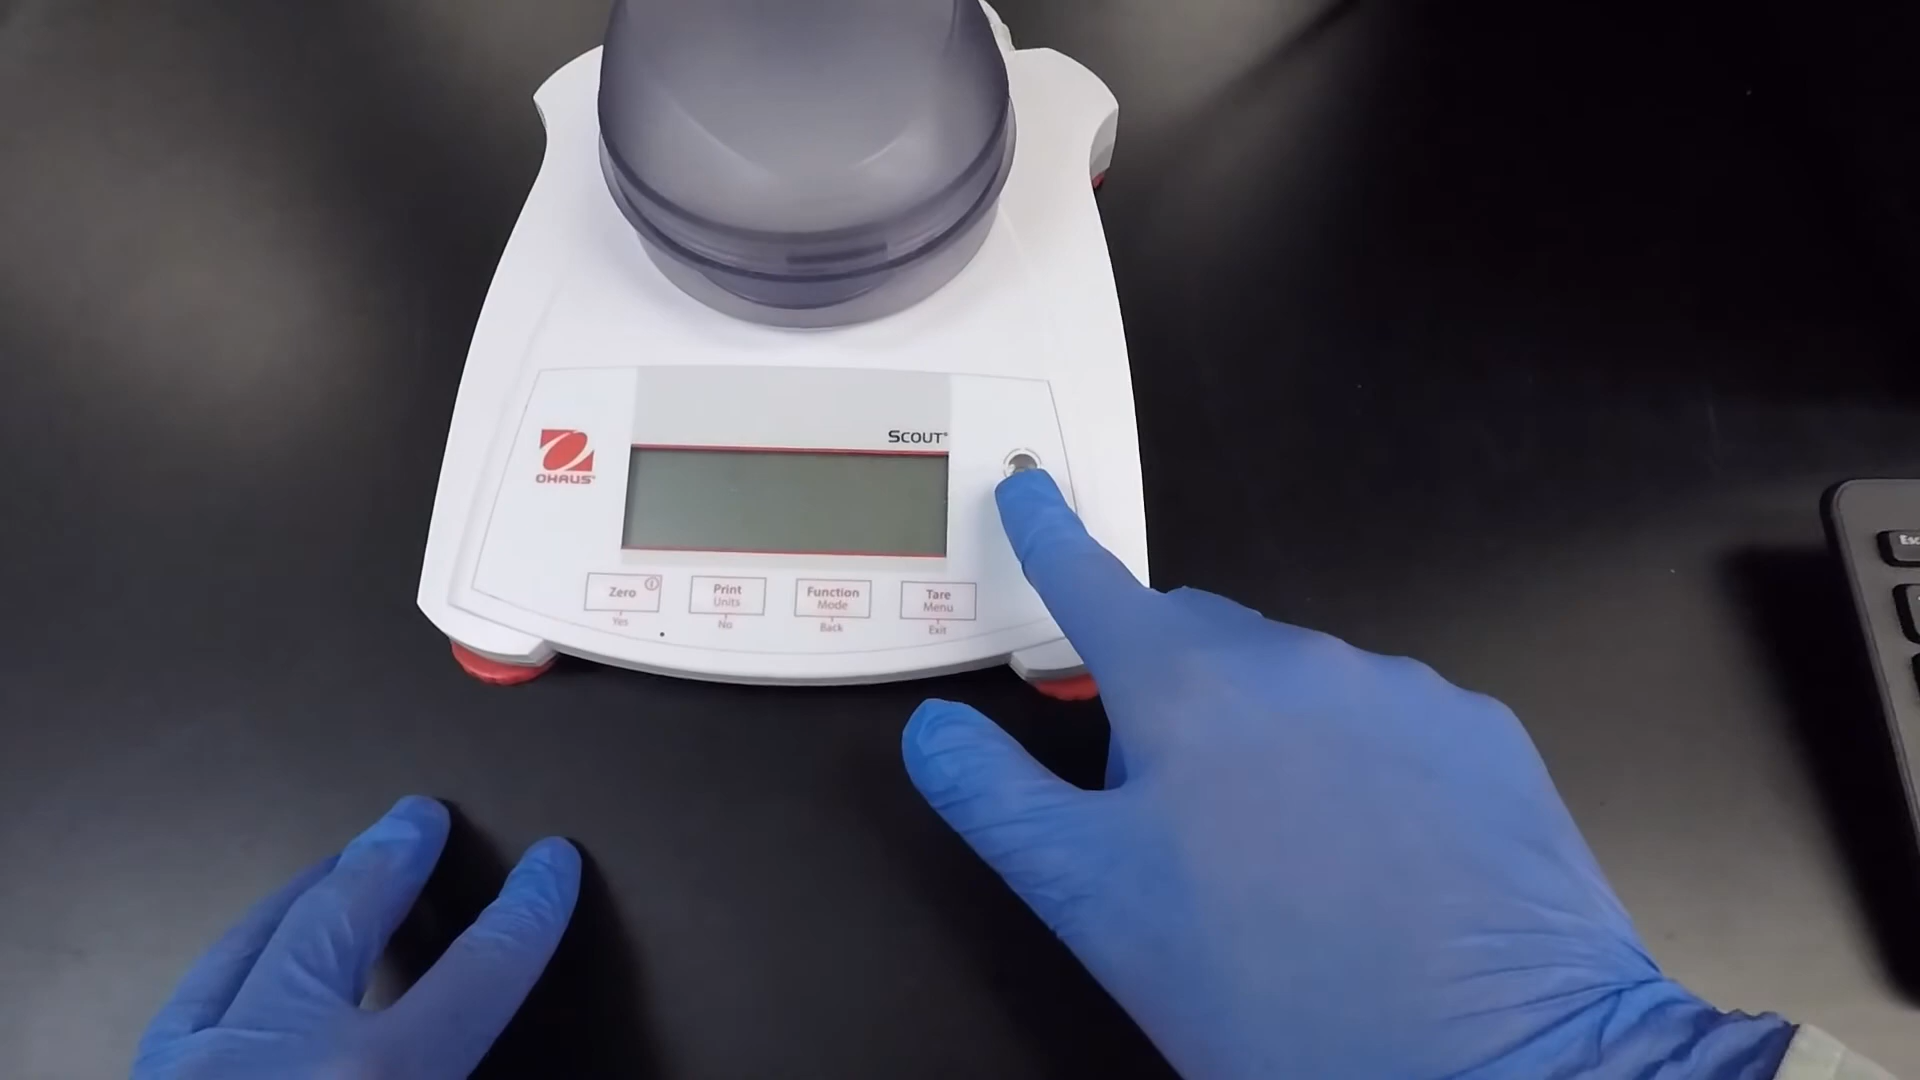 SCOUT®
OHAUS®
Zero
Yes
Print
Units
No
Function
Mode
Back
Tare
Menu
Exit
Esc